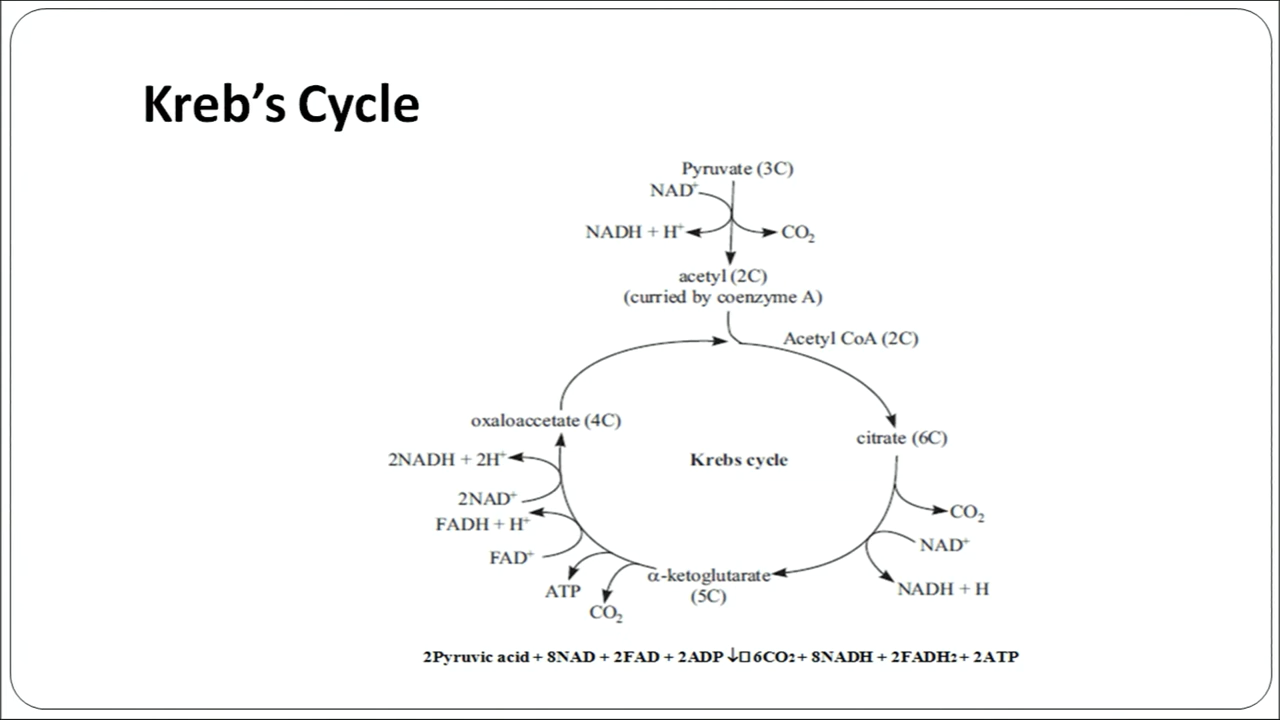 Kreb’s Cycle
Pyruvate (3C)
NAD⁺
NADH + H⁺
CO₂
acetyl (2C)
(curried by coenzyme A)
Acetyl CoA (2C)
oxaloaccetate (4C)
citrate (6C)
Krebs cycle
2NADH + 2H⁺
2NAD⁺
FADH + H⁺
FAD⁺
ATP
CO₂
α-ketoglutarate
(5C)
CO₂
NAD⁺
NADH + H
2Pyruvic acid + 8NAD + 2FAD + 2ADP ↓□ 6CO₂ + 8NADH + 2FADH₂ + 2ATP